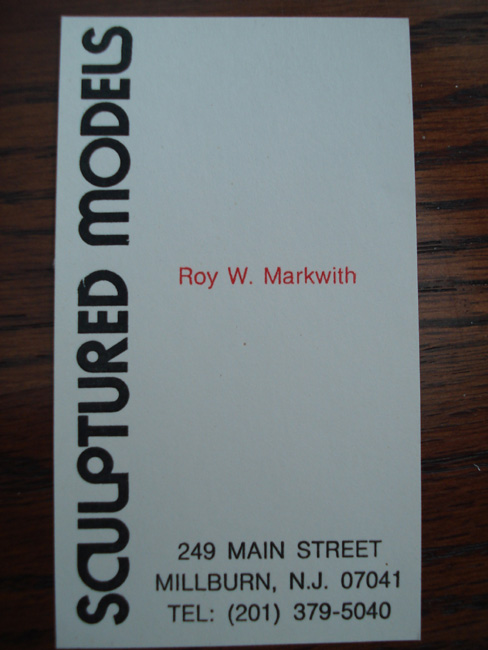 SCULPTURED MODELS
Roy W. Markwith
249 MAIN STREET
MILLBURN, N.J. 07041
TEL: (201) 379-5040